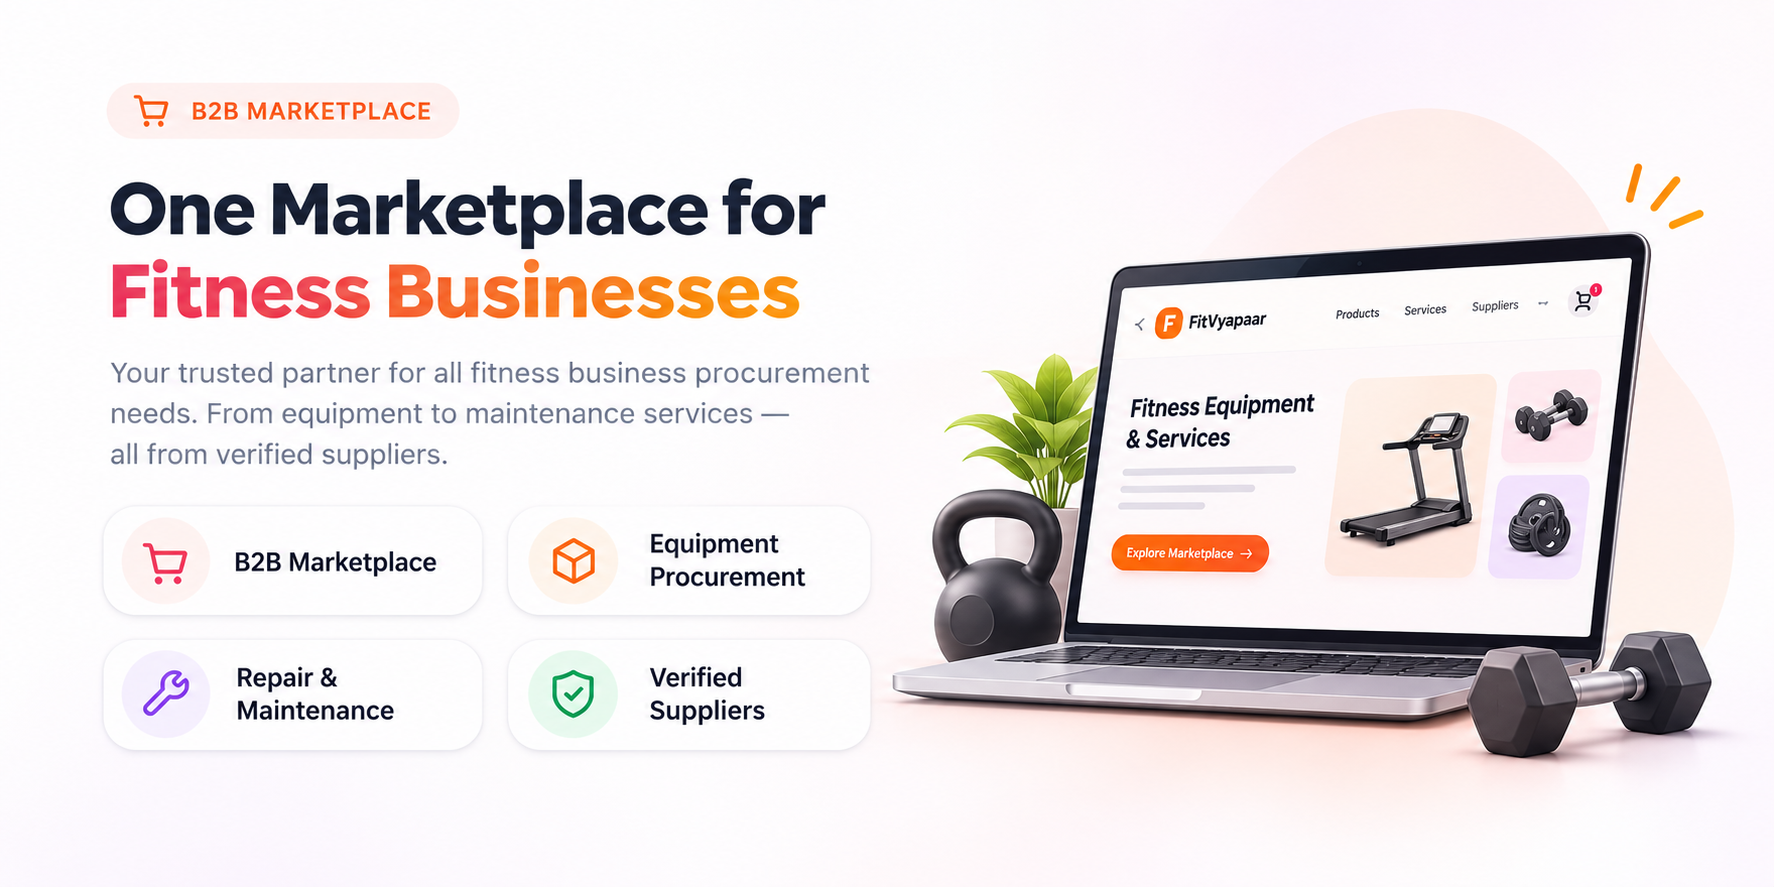 B2B MARKETPLACE
One Marketplace for
Fitness Businesses
Your trusted partner for all fitness business procurement
needs. From equipment to maintenance services —
all from verified suppliers.
B2B Marketplace
Equipment
Procurement
Repair &
Maintenance
Verified
Suppliers
F FitVyapaar
Products Services Suppliers
Fitness Equipment
& Services
Explore Marketplace →